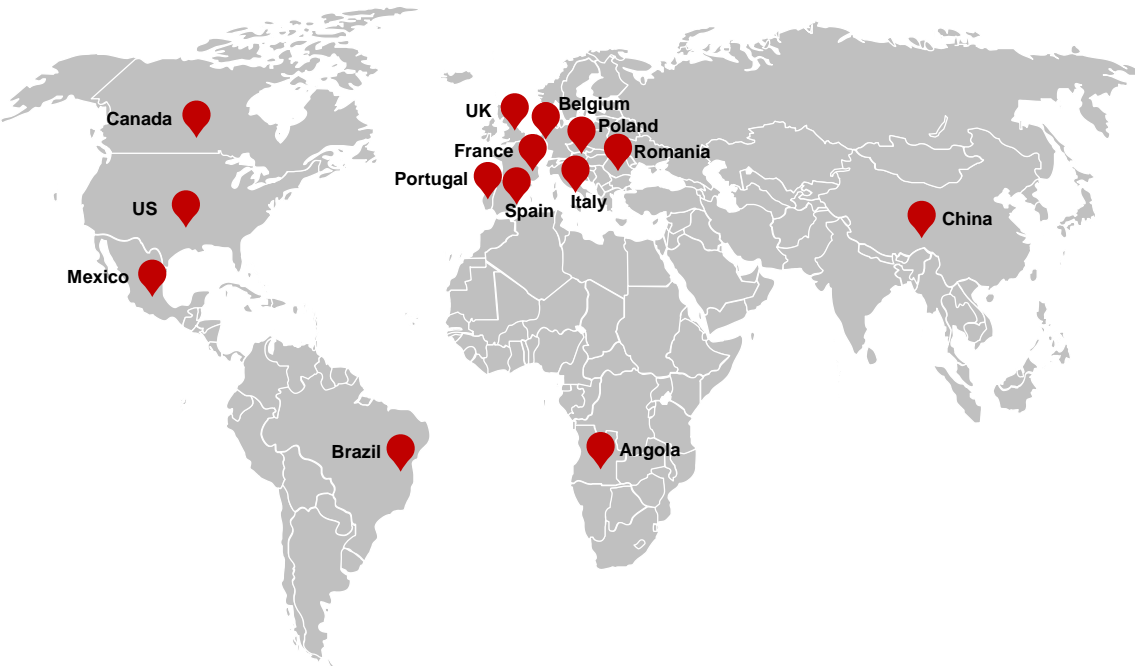 Canada
UK
Belgium
Poland
France
Romania
Portugal
US
Spain
Italy
China
Mexico
Brazil
Angola